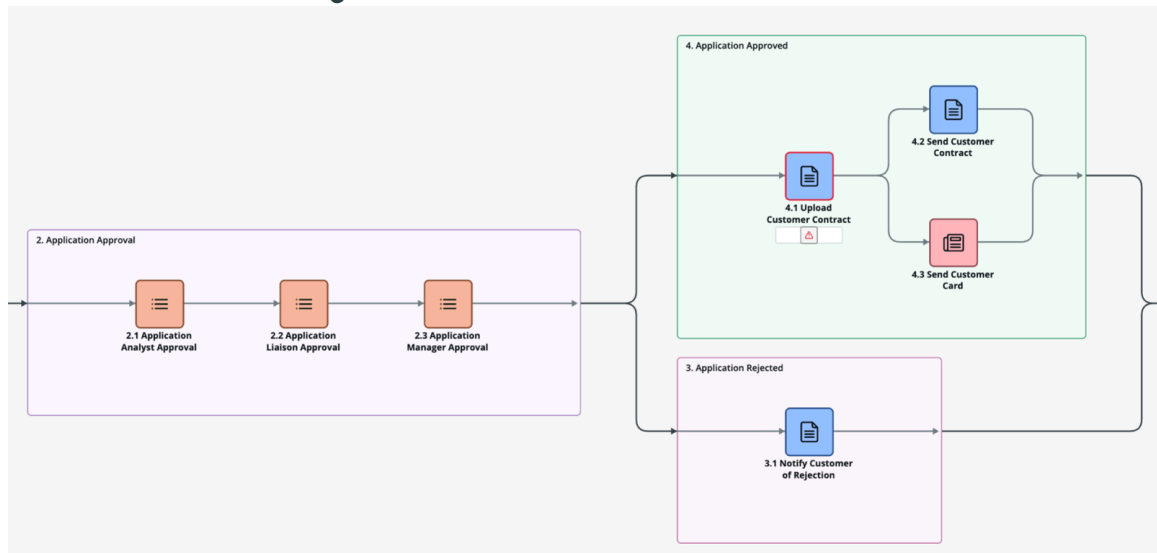 4. Application Approved
4.2 Send Customer
Contract
4.1 Upload
Customer Contract
4.3 Send Customer
Card
2. Application Approval
2.1 Application
Analyst Approval
2.2 Application
Liaison Approval
2.3 Application
Manager Approval
3. Application Rejected
3.1 Notify Customer
of Rejection